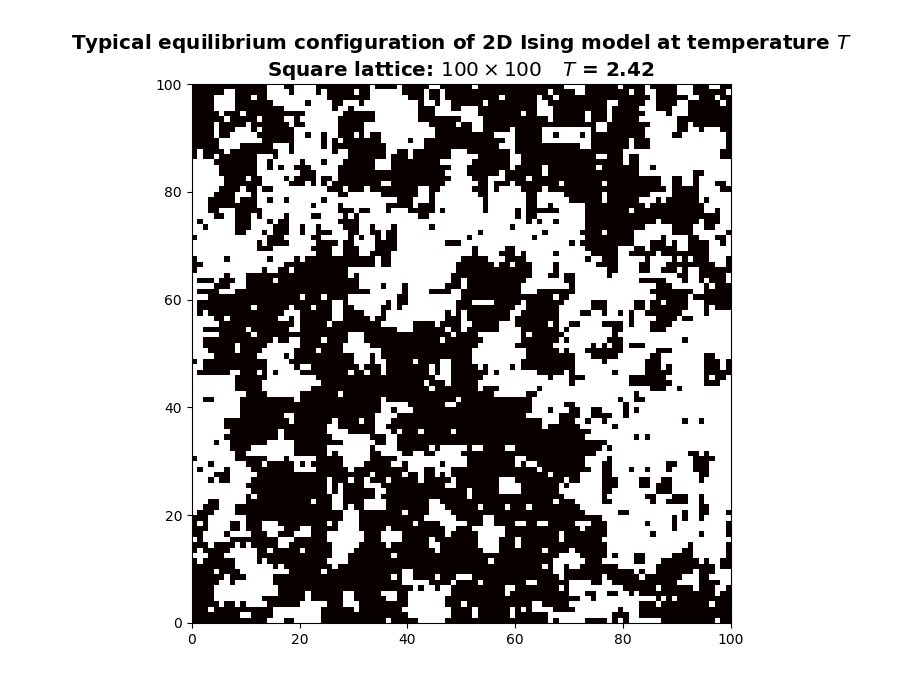 Typical equilibrium configuration of 2D Ising model at temperature T
Square lattice: 100 × 100 T = 2.42
100
80
60
40
20
0
0 20 40 60 80 100